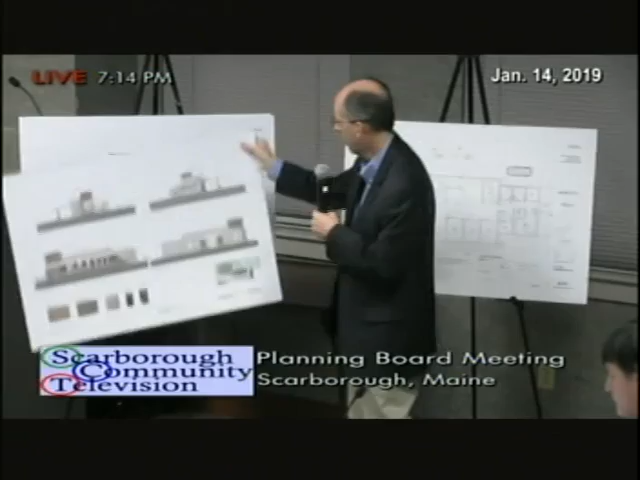 LIVE 7:14 PM
Jan. 14, 2019
Scarborough
Community
Television
Planning Board Meeting
Scarborough, Maine